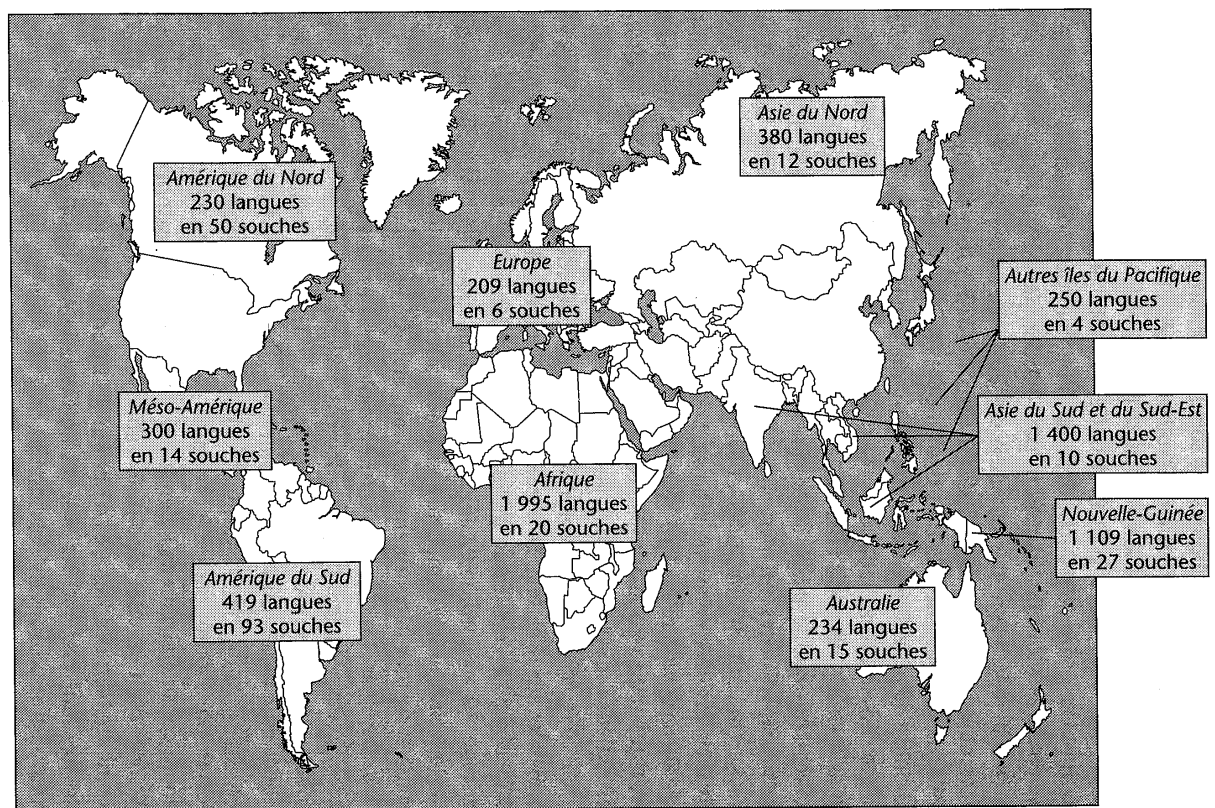 Asie du Nord
380 langues
en 12 souches
Amérique du Nord
230 langues
en 50 souches
Europe
209 langues
en 6 souches
Autres îles du Pacifique
250 langues
en 4 souches
Méso-Amérique
300 langues
en 14 souches
Asie du Sud et du Sud-Est
1 400 langues
en 10 souches
Afrique
1 995 langues
en 20 souches
Nouvelle-Guinée
1 109 langues
en 27 souches
Amérique du Sud
419 langues
en 93 souches
Australie
234 langues
en 15 souches